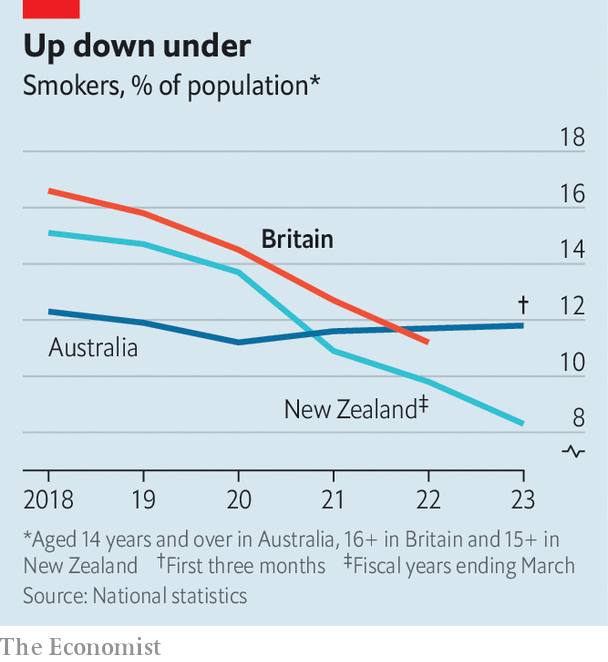 Up down under
Smokers, % of population*
18
16
Britain
14
†
12
Australia
10
New Zealand‡
8
2018 19 20 21 22 23
*Aged 14 years and over in Australia, 16+ in Britain and 15+ in
New Zealand †First three months ‡Fiscal years ending March
Source: National statistics
The Economist